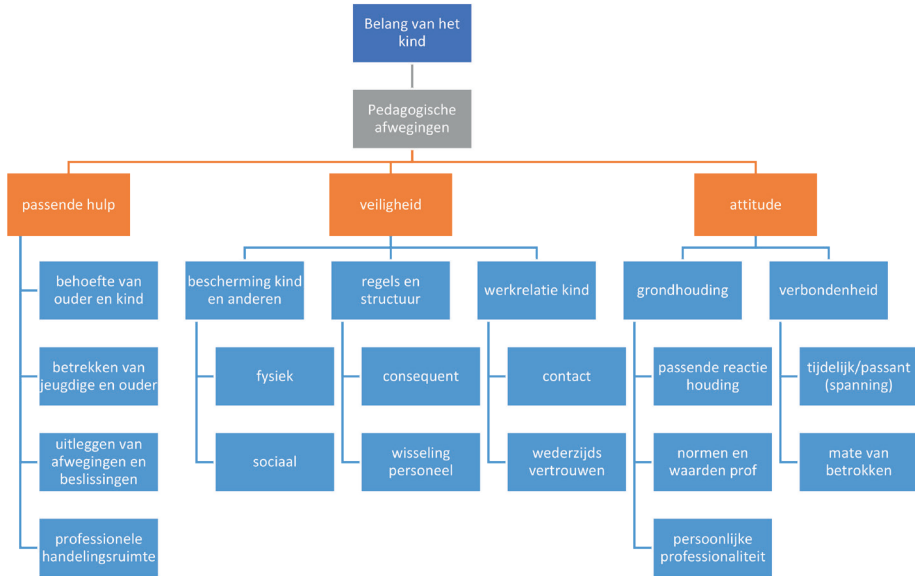 Belang van het
kind
Pedagogische
afwegingen
passende hulp
veiligheid
attitude
behoefte van
ouder en kind
bescherming kind
en anderen
regels en
structuur
werkrelatie kind
grondhouding
verbondenheid
betrekken van
jeugdige en ouder
fysiek
consequent
contact
passende reactie
houding
tijdelijk/passant
(spanning)
uitleggen van
afwegingen en
beslissingen
sociaal
wisseling
personeel
wederzijds
vertrouwen
normen en
waarden prof
mate van
betrokken
professionele
handelingsruimte
persoonlijke
professionaliteit